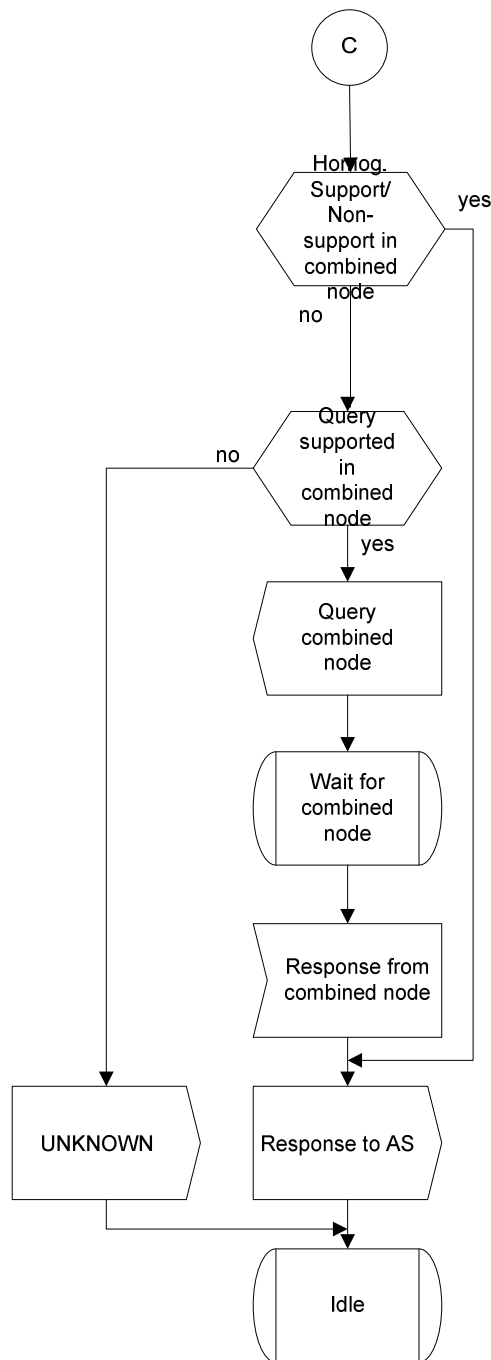 C
Homog.
Support/
Non-
support in
combined
node
yes
no
Query
supported
in
combined
node
no
yes
Query
combined
node
Wait for
combined
node
Response from
combined node
UNKNOWN
Response to AS
Idle